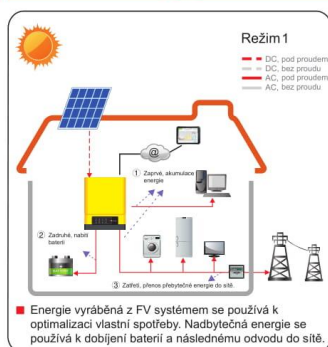 Režim1
DC, pod proudem
DC, bez proudu
AC, pod proudem
AC, bez proudu
@
① Zaprvé, akumulace
energie
② Zadruhé, nabití
baterií
③ Zatřetí, přenos přebytečné energie do sítě
Energie vyráběná z FV systémem se používá k
optimalizaci vlastní spotřeby. Nadbytečná energie se
používá k dobíjení baterií a následnému odvodu do sítě.